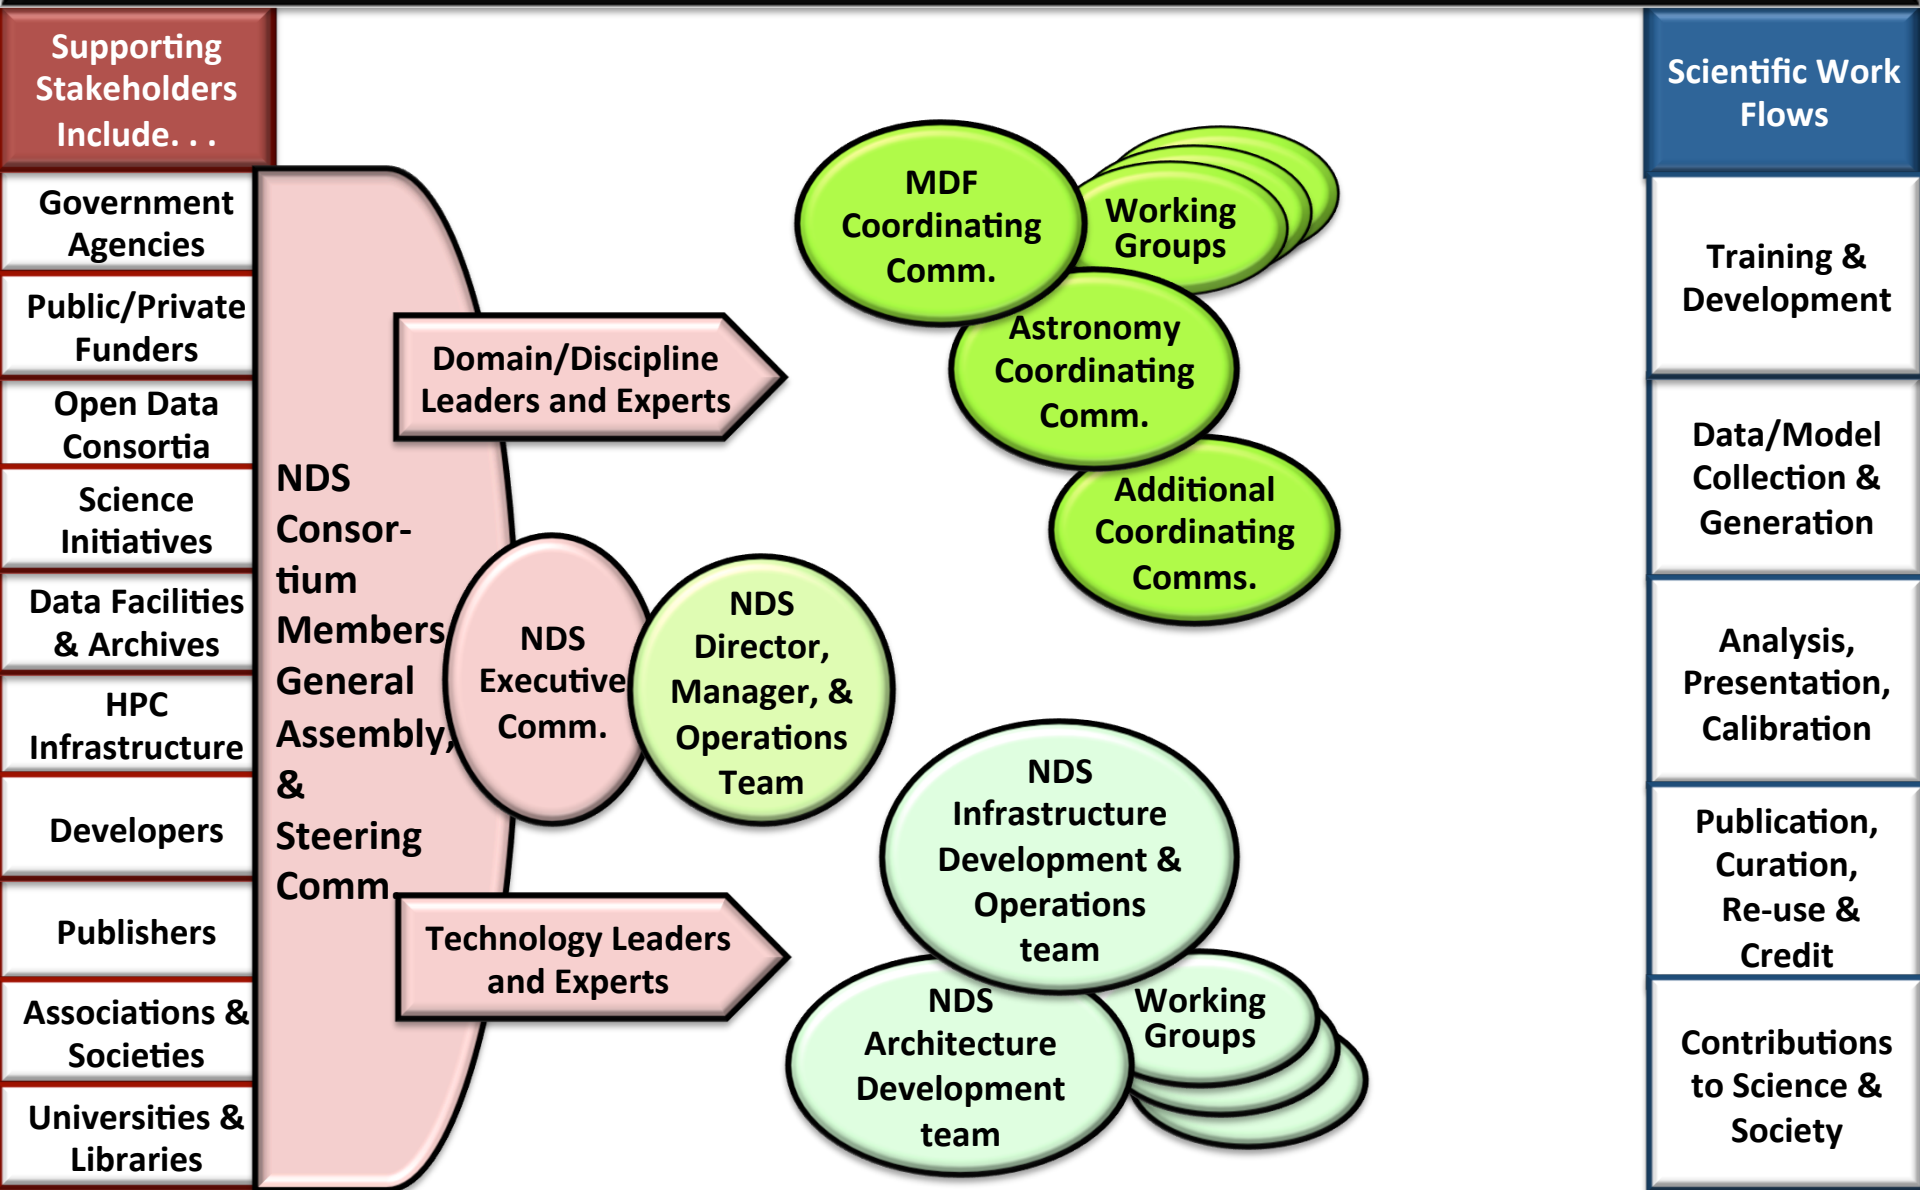 Supporting
Stakeholders
Include. . .
Government
Agencies
Public/Private
Funders
Open Data
Consortia
Science
Initiatives
Data Facilities
& Archives
HPC
Infrastructure
Developers
Publishers
Associations &
Societies
Universities &
Libraries
NDS
Consor-
tium
Members
General
Assembly,
&
Steering
Comm.
Domain/Discipline
Leaders and Experts
NDS
Executive
Comm.
NDS
Director,
Manager, &
Operations
Team
Technology Leaders
and Experts
MDF
Coordinating
Comm.
Working
Groups
Astronomy
Coordinating
Comm.
Additional
Coordinating
Comms.
NDS
Infrastructure
Development &
Operations
team
NDS
Architecture
Development
team
Working
Groups
Scientific Work
Flows
Training &
Development
Data/Model
Collection &
Generation
Analysis,
Presentation,
Calibration
Publication,
Curation,
Re-use &
Credit
Contributions
to Science &
Society